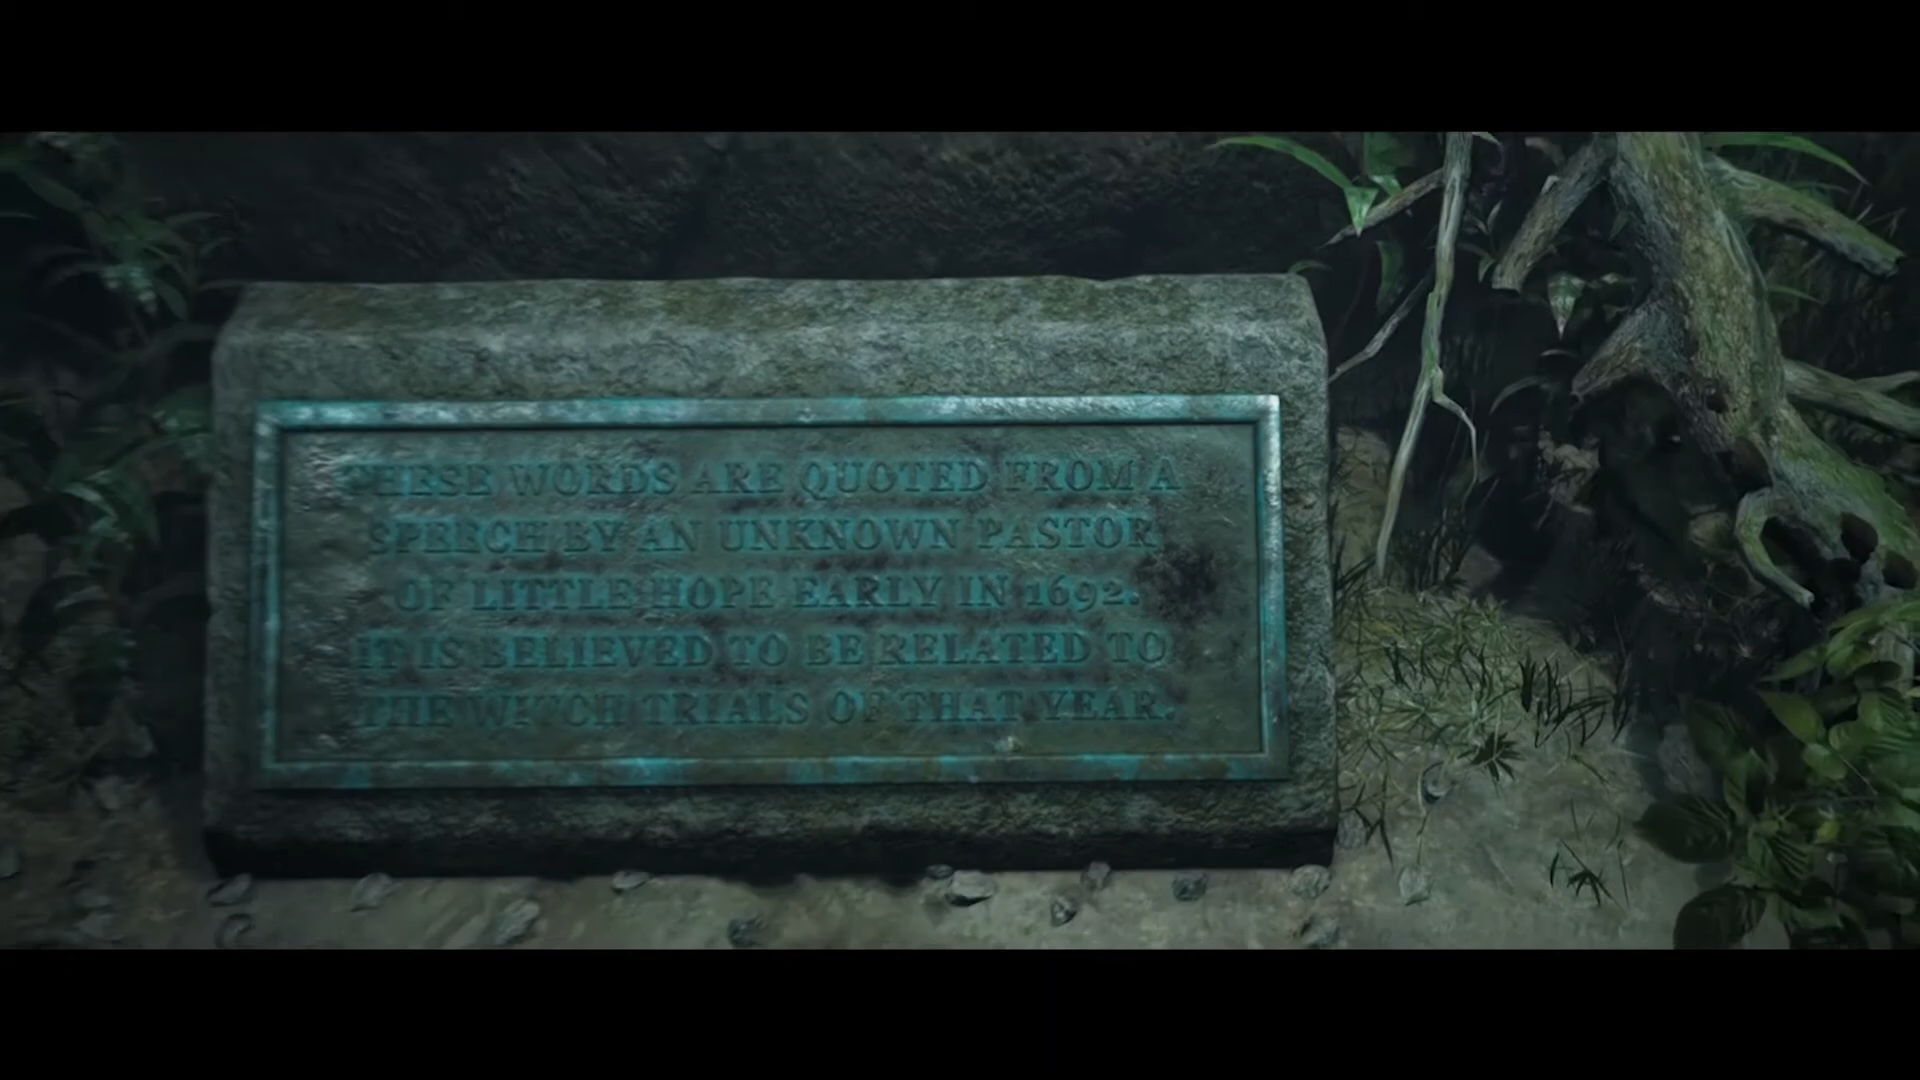 THESE WORDS ARE QUOTED FROM A
SPEECH BY AN UNKNOWN PASTOR
OF LITTLE HOPE EARLY IN 1692.
IT IS BELIEVED TO BE RELATED TO
THE WITCH TRIALS OF THAT YEAR.